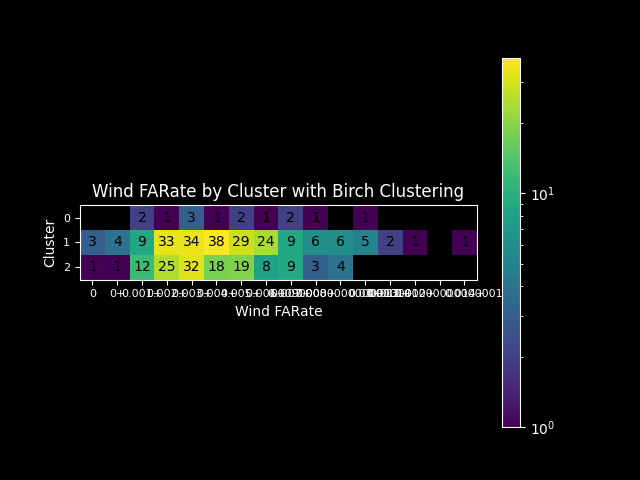 Wind FARate by Cluster with Birch Clustering
Cluster
0 2 1 3 1 2 1 2 1 1
1 3 4 9 33 34 38 29 24 9 6 6 5 2 1 1
2 1 1 12 25 32 18 19 8 9 3 4
0 0+
Wind FARate
10¹
10⁰